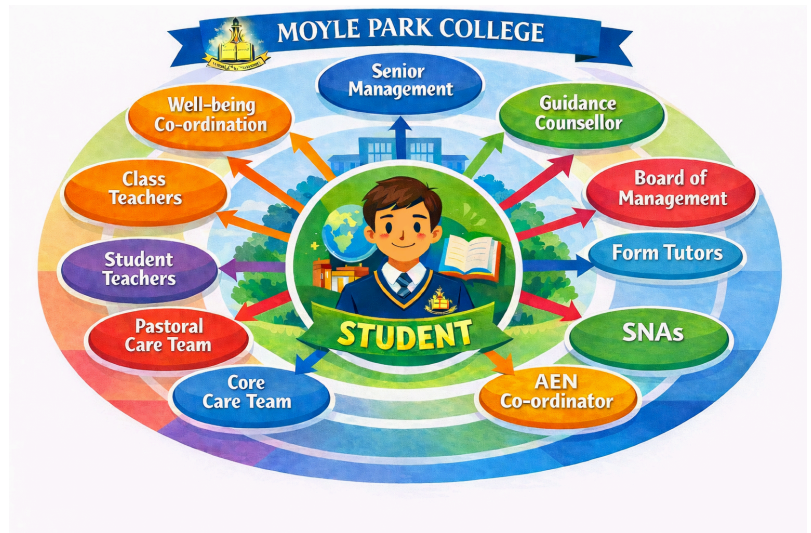 MOYLE PARK COLLEGE
Senior
Management
Well-being
Co-ordination
Guidance
Counsellor
Class
Teachers
Board of
Management
Student
Teachers
Form Tutors
Pastoral
Care Team
SNAs
STUDENT
Core
Care Team
AEN
Co-ordinator